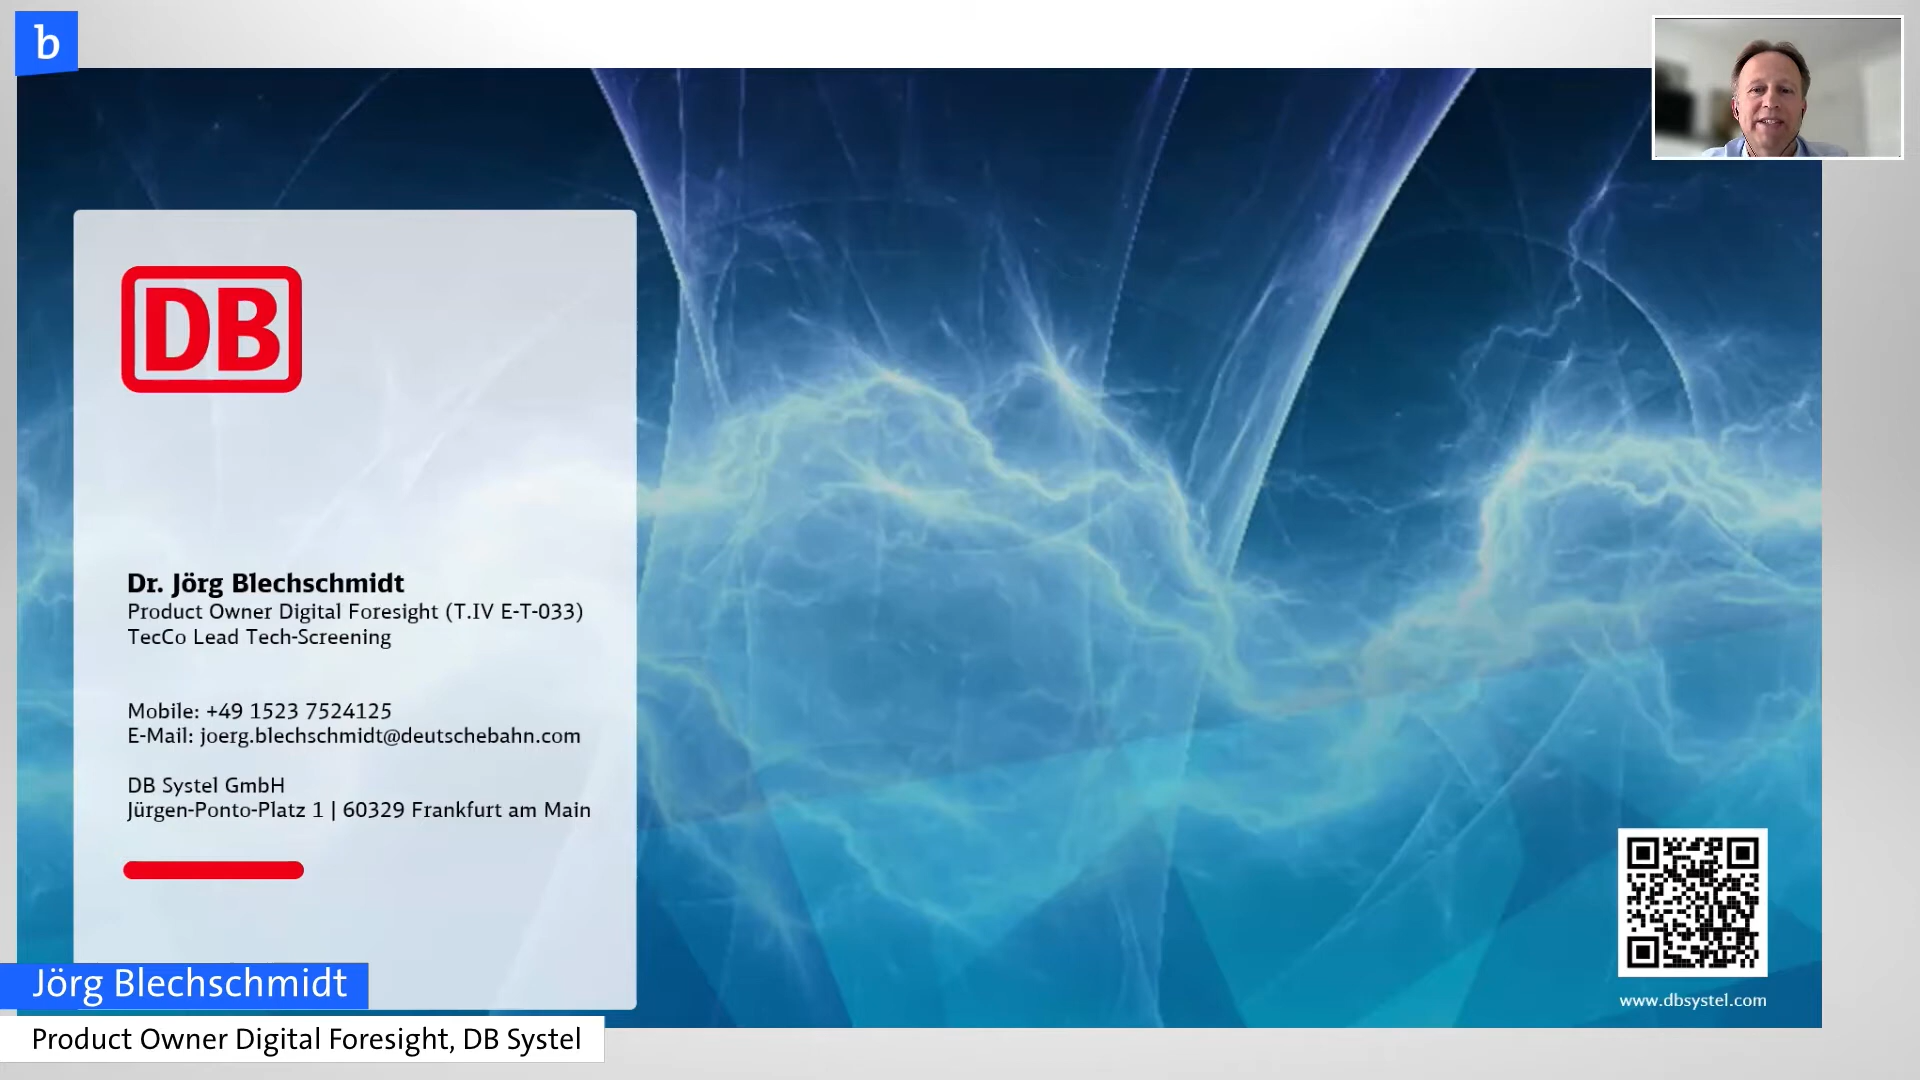 b
DB
Dr. Jörg Blechschmidt
Product Owner Digital Foresight (T.IV E-T-033)
TecCo Lead Tech-Screening
Mobile: +49 1523 7524125
E-Mail: joerg.blechschmidt@deutschebahn.com
DB Systel GmbH
Jürgen-Ponto-Platz 1 | 60329 Frankfurt am Main
www.dbsystel.com
Jörg Blechschmidt
Product Owner Digital Foresight, DB Systel